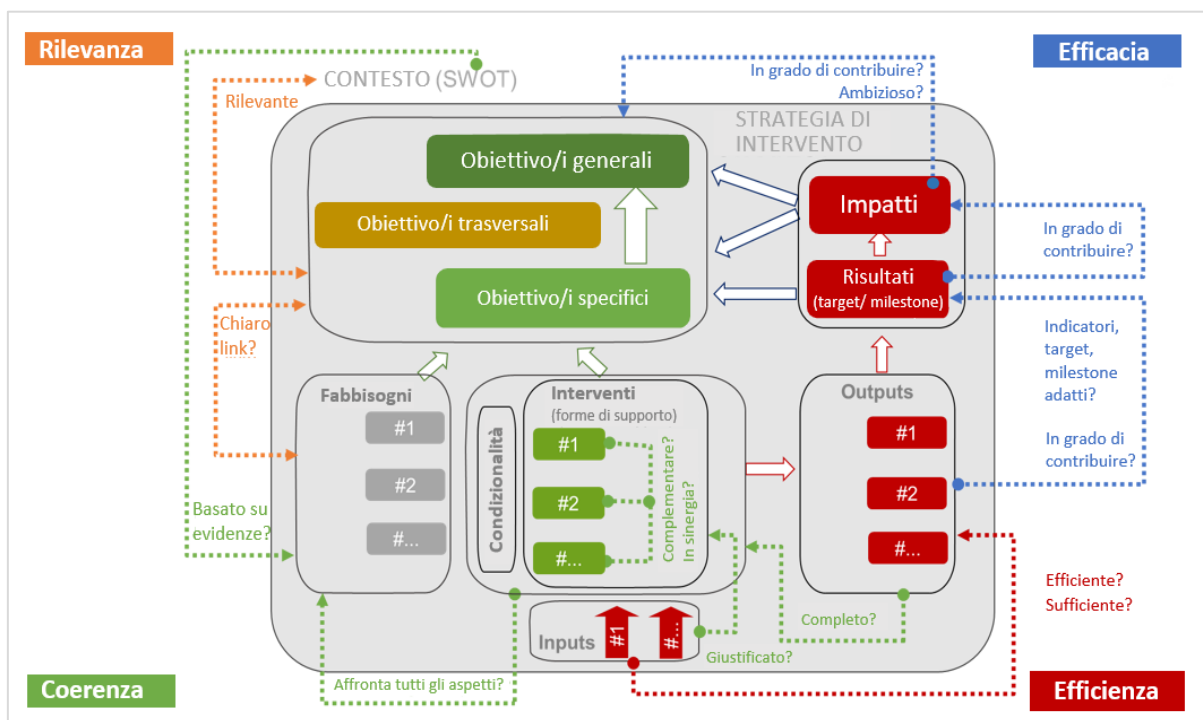 Rilevanza
Efficacia
CONTESTO (SWOT)
In grado di contribuire?
Ambizioso?
Rilevante
STRATEGIA DI
INTERVENTO
Obiettivo/i generali
Obiettivo/i trasversali
Obiettivo/i specifici
Impatti
Risultati
(target/ milestone)
In grado di
contribuire?
Chiaro
link?
Indicatori,
target,
milestone
adatti?
In grado di
contribuire?
Fabbisogni
#1
#2
#...
Condizionalità
Interventi
(forme di supporto)
#1
#2
#...
Complementare?
In sinergia?
Outputs
#1
#2
#...
Basato su
evidenze?
Efficiente?
Sufficiente?
Inputs
#1
#...
Completo?
Giustificato?
Affronta tutti gli aspetti?
Coerenza
Efficienza